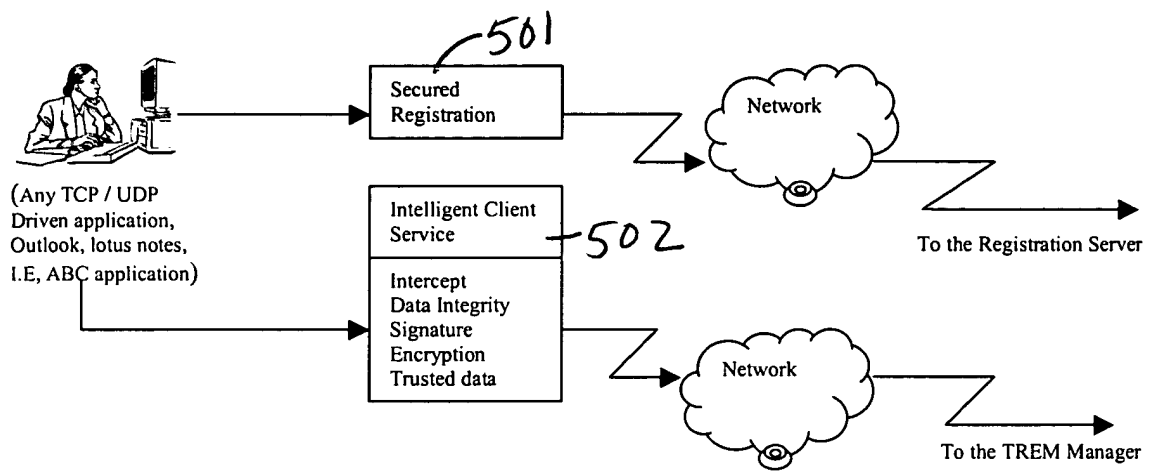 501
Secured
Registration
Network
(Any TCP / UDP
Driven application,
Outlook, lotus notes,
I.E, ABC application)
To the Registration Server
Intelligent Client
Service
502
Intercept
Data Integrity
Signature
Encryption
Trusted data
Network
To the TREM Manager